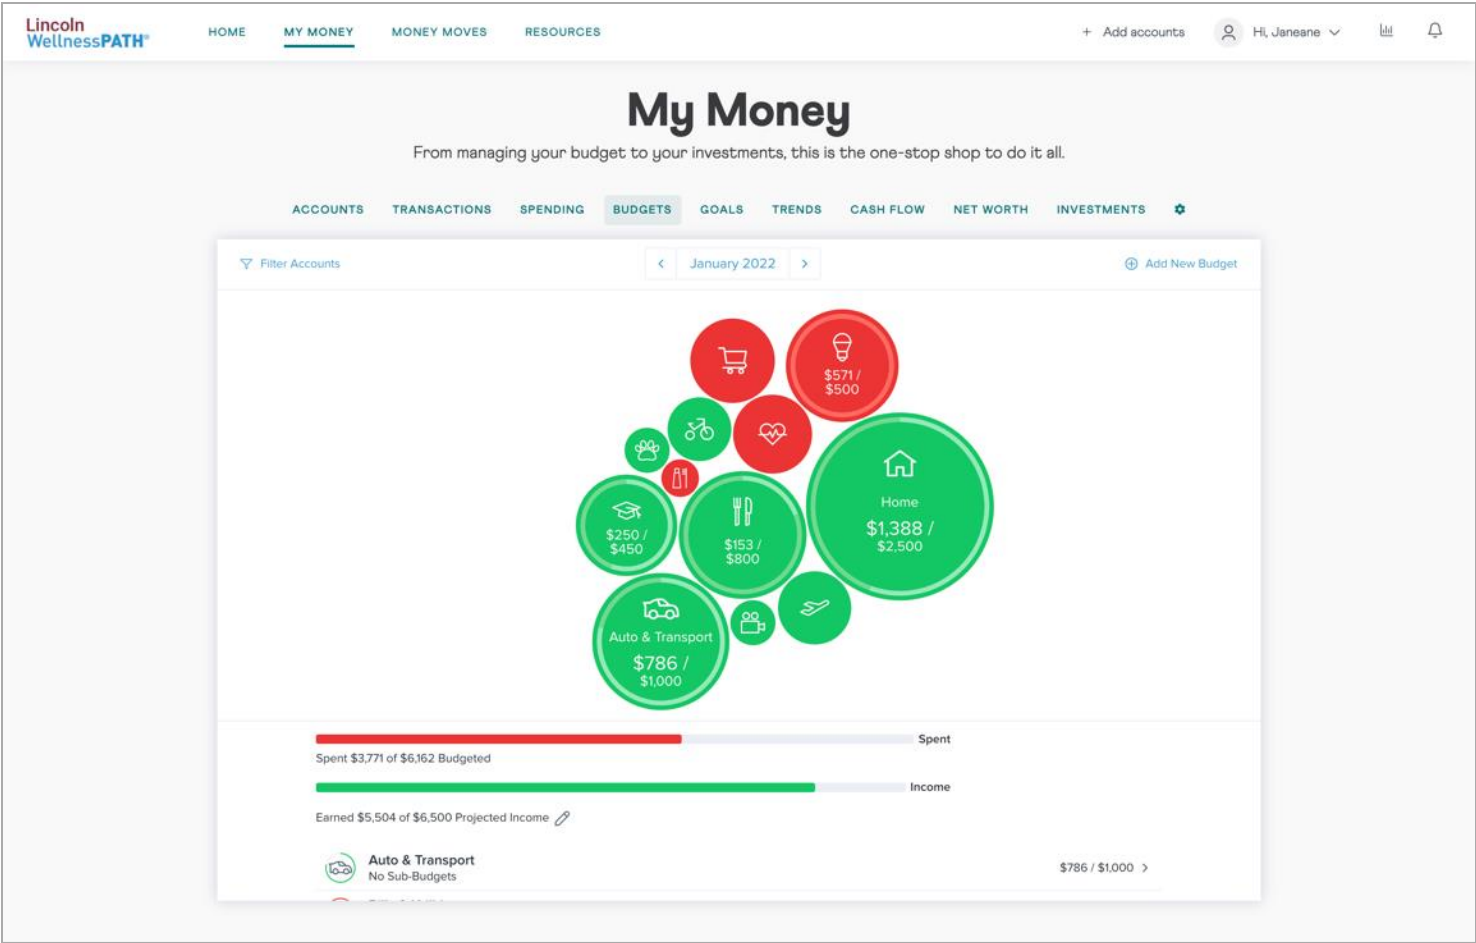 Lincoln
WellnessPATH®
HOME
MY MONEY
MONEY MOVES
RESOURCES
+ Add accounts
Hi, Janeane
My Money
From managing your budget to your investments, this is the one-stop shop to do it all.
ACCOUNTS
TRANSACTIONS
SPENDING
BUDGETS
GOALS
TRENDS
CASH FLOW
NET WORTH
INVESTMENTS
Filter Accounts
January 2022
Add New Budget
$571 /
$500
Home
$1,388 /
$2,500
$250 /
$450
$153 /
$800
Auto & Transport
$786 /
$1,000
Spent
Spent $3,771 of $6,162 Budgeted
Income
Earned $5,504 of $6,500 Projected Income
Auto & Transport
No Sub-Budgets
$786 / $1,000